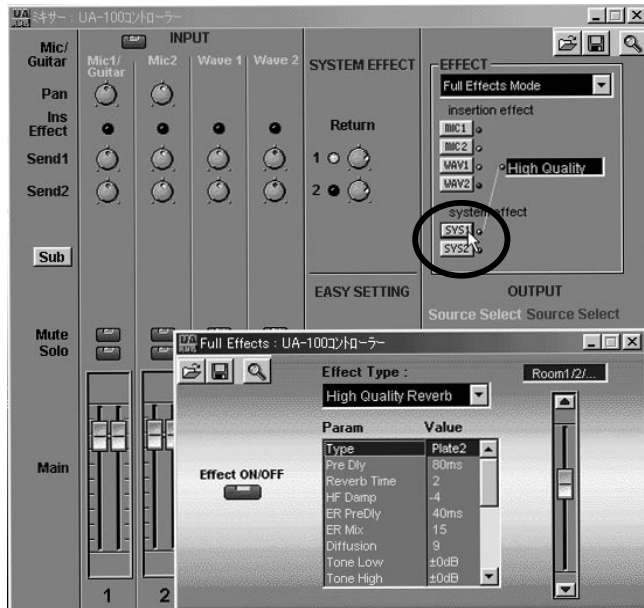 ミキサー : UA-100コントローラー
Mic/
Guitar
INPUT
Mic1/
Guitar
Mic2
Wave 1
Wave 2
Pan
Ins
Effect
Send1
Send2
Sub
Mute
Solo
Main
1
2
SYSTEM EFFECT
Return
1
2
EASY SETTING
EFFECT
Full Effects Mode
insertion effect
MIC1
MIC2
WAV1
WAV2
High Quality
system effect
SYS1
SYS2
OUTPUT
Source Select Source Select
Full Effects : UA-100コントローラー
Effect Type :
High Quality Reverb
Room1/2/...
Effect ON/OFF
Param Value
Type Plate2
Pre Dly 80ms
Reverb Time 2
HF Damp -4
ER PreDly 40ms
ER Mix 15
Diffusion 9
Tone Low ±0dB
Tone High ±0dB